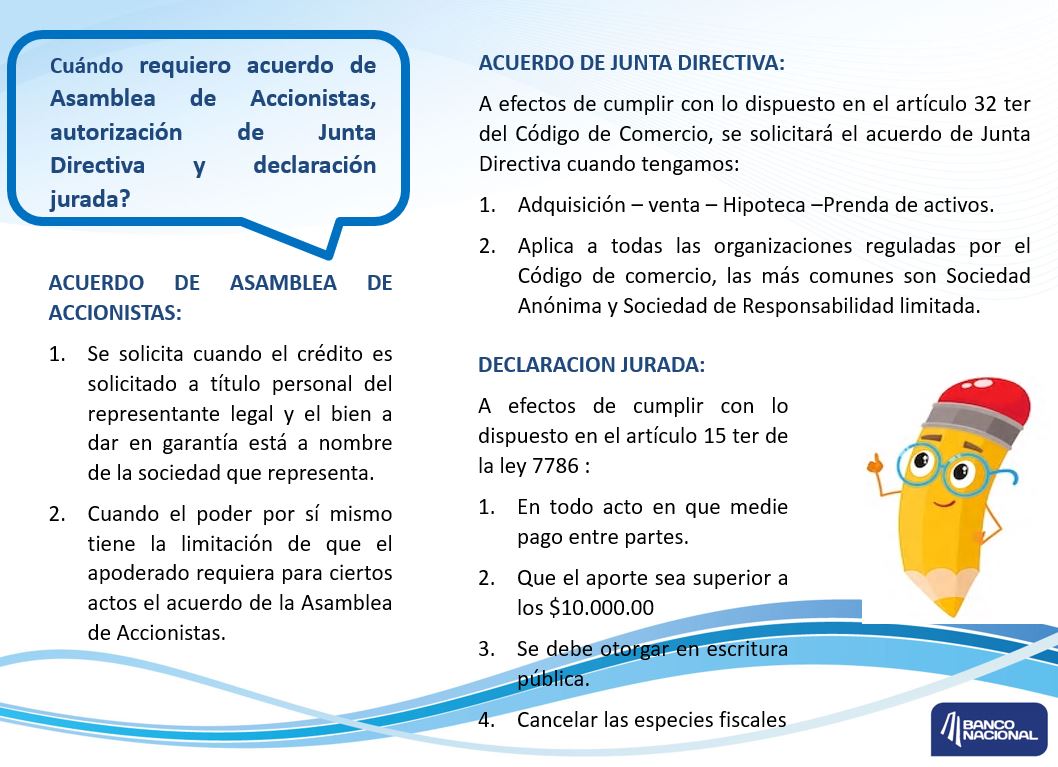 Cuándo requiero acuerdo de
Asamblea de Accionistas,
autorización de Junta
Directiva y declaración
jurada?
ACUERDO DE ASAMBLEA DE
ACCIONISTAS:
1. Se solicita cuando el crédito es
solicitado a título personal del
representante legal y el bien a
dar en garantía está a nombre
de la sociedad que representa.
2. Cuando el poder por sí mismo
tiene la limitación de que el
apoderado requiera para ciertos
actos el acuerdo de la Asamblea
de Accionistas.
ACUERDO DE JUNTA DIRECTIVA:
A efectos de cumplir con lo dispuesto en el artículo 32 ter
del Código de Comercio, se solicitará el acuerdo de Junta
Directiva cuando tengamos:
1. Adquisición – venta – Hipoteca –Prenda de activos.
2. Aplica a todas las organizaciones reguladas por el
Código de comercio, las más comunes son Sociedad
Anónima y Sociedad de Responsabilidad limitada.
DECLARACION JURADA:
A efectos de cumplir con lo
dispuesto en el artículo 15 ter de
la ley 7786 :
1. En todo acto en que medie
pago entre partes.
2. Que el aporte sea superior a
los $10.000.00
3. Se debe otorgar en escritura
pública.
4. Cancelar las especies fiscales
BANCO
NACIONAL